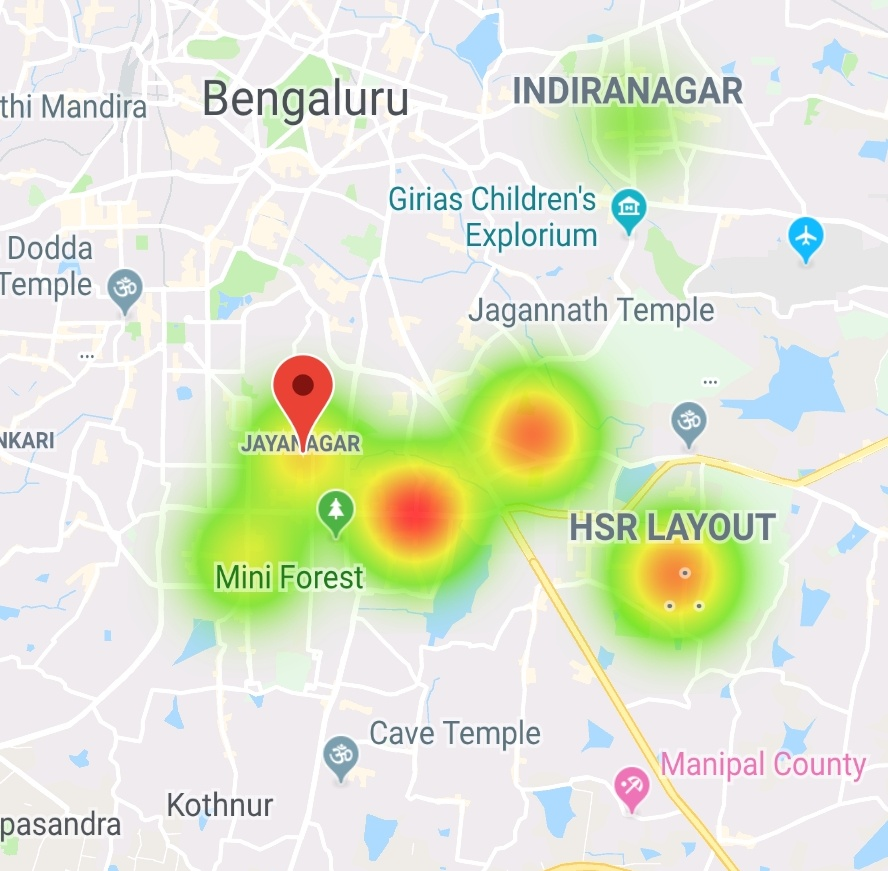 Bengaluru
INDIRANAGAR
thi Mandira
Girias Children's
Explorium
Dodda
Temple
Jagannath Temple
...
...
NKARI
JAYANAGAR
HSR LAYOUT
Mini Forest
Cave Temple
Manipal County
Kothnur
pasandra